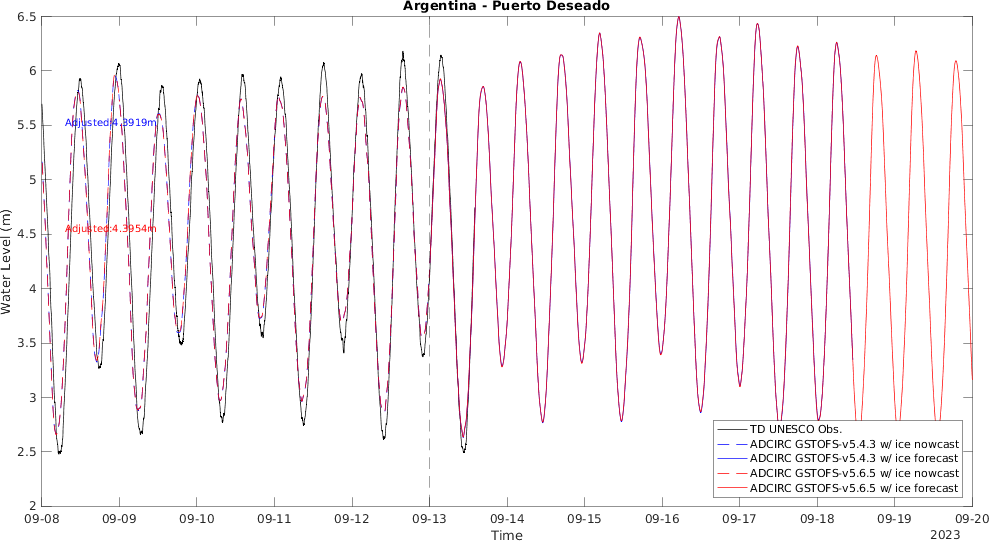 Argentina - Puerto Deseado
6.5
6
5.5
5
4.5
4
3.5
3
2.5
2
Water Level (m)
Adjusted:4.3919m
Adjusted:4.3954m
TD UNESCO Obs.
ADCIRC GSTOFS-v5.4.3 w/ ice nowcast
ADCIRC GSTOFS-v5.4.3 w/ ice forecast
ADCIRC GSTOFS-v5.6.5 w/ ice nowcast
ADCIRC GSTOFS-v5.6.5 w/ ice forecast
09-08 09-09 09-10 09-11 09-12 09-13 09-14 09-15 09-16 09-17 09-18 09-19 09-20
Time
2023